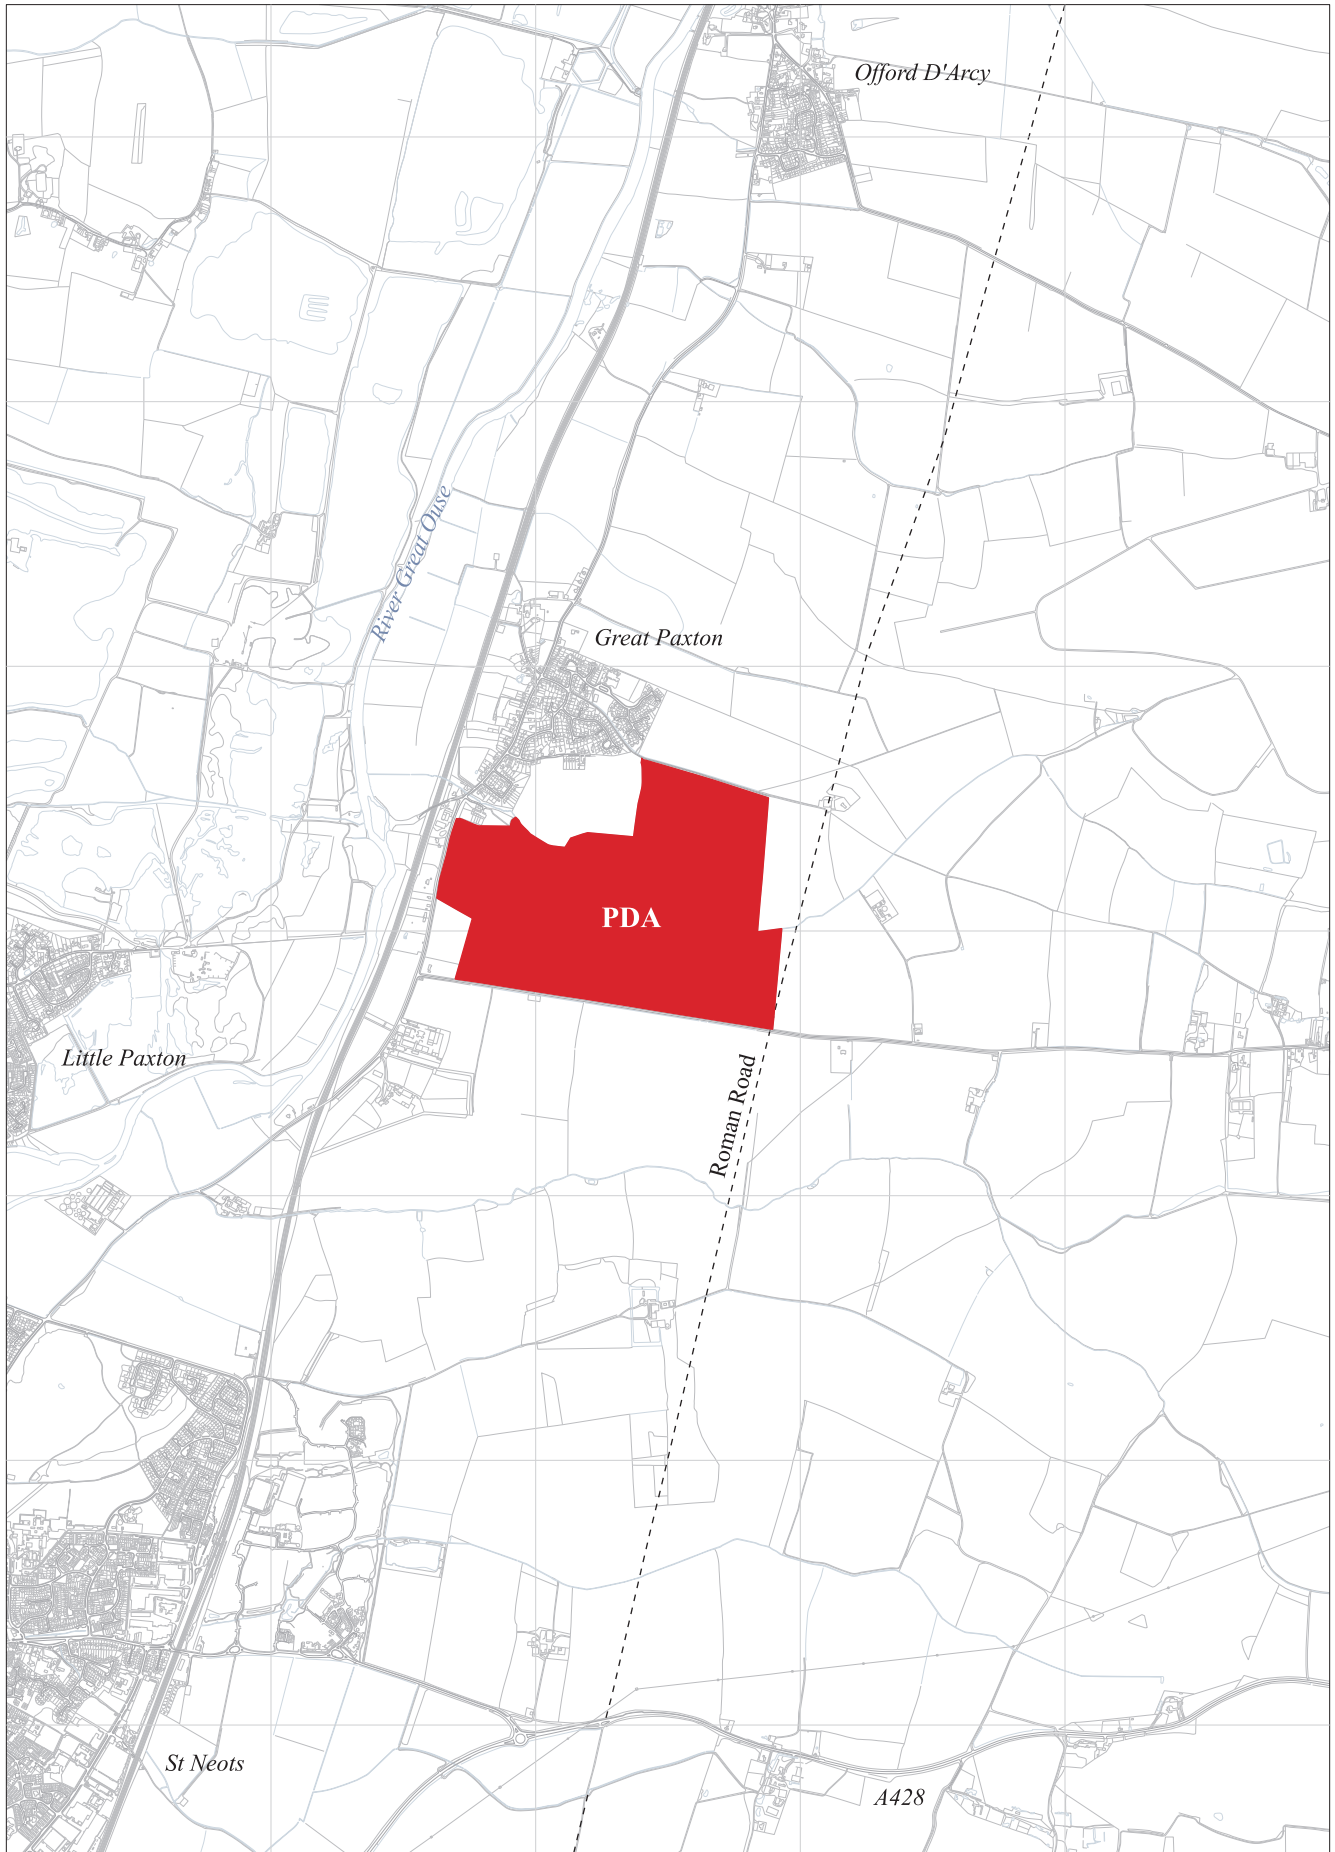 Offord D'Arcy
River Great Ouse
Great Paxton
PDA
Little Paxton
Roman Road
St Neots
A428